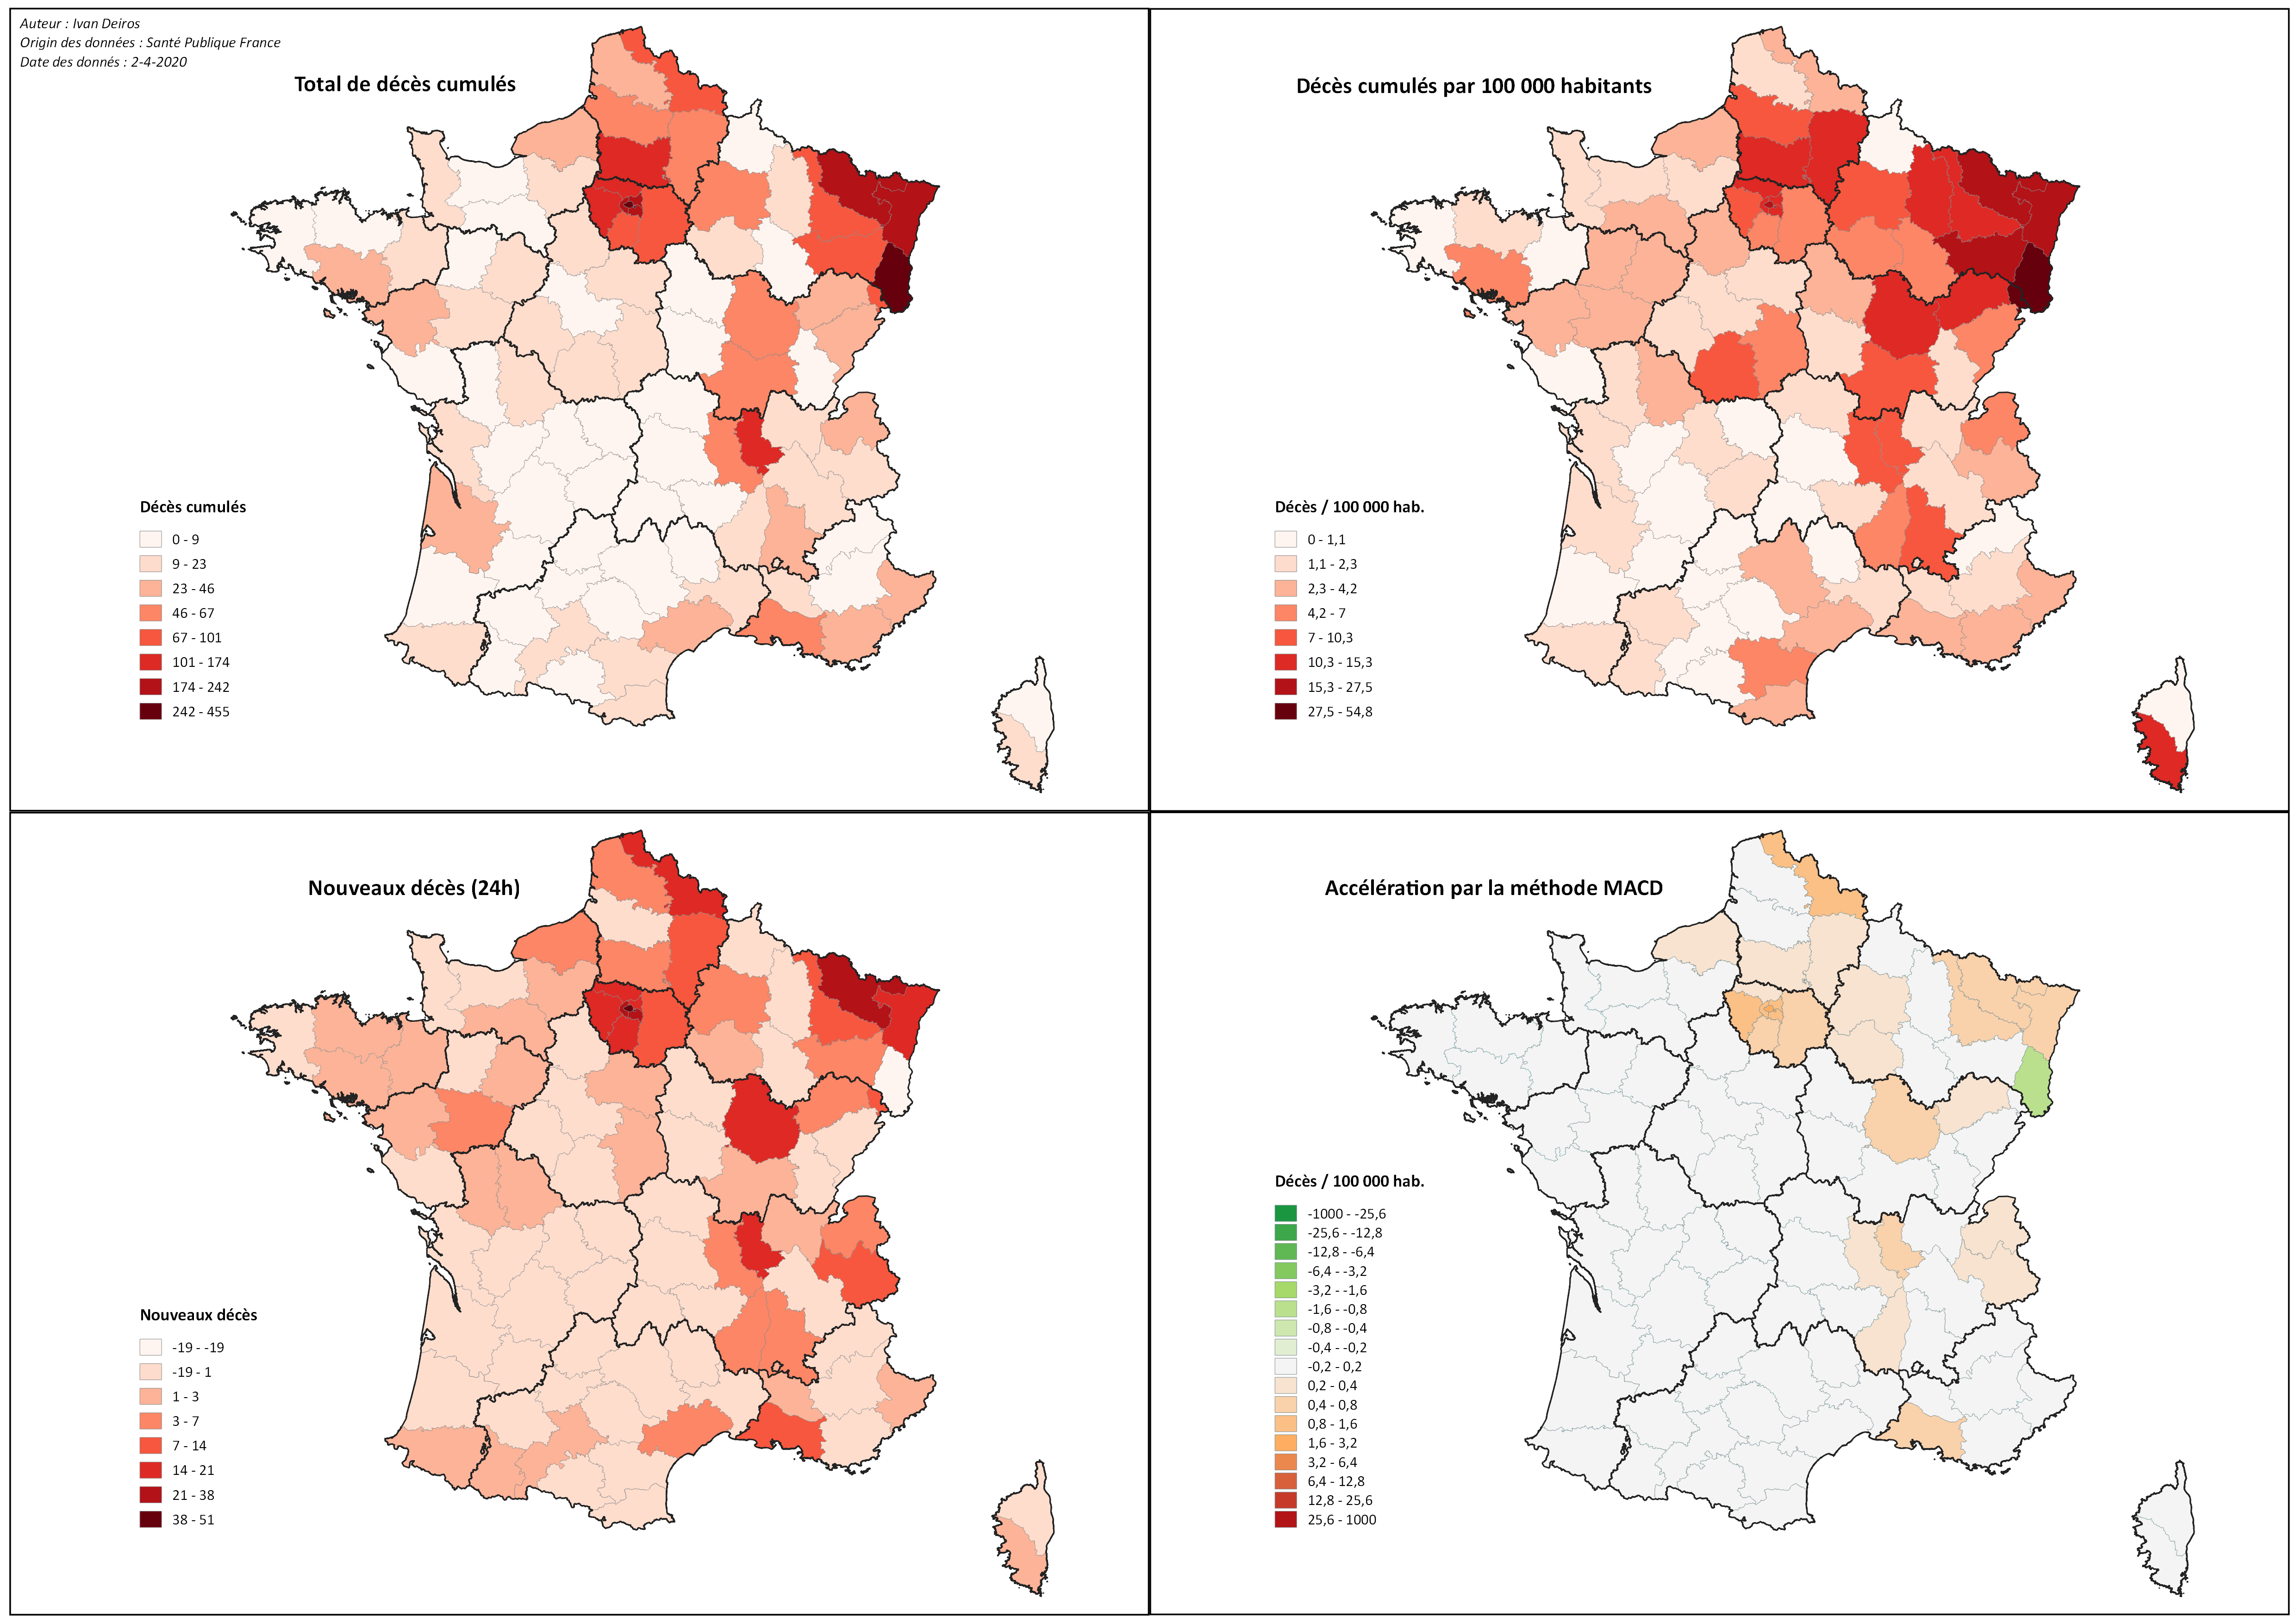 Auteur : Ivan Deiros
Origin des données : Santé Publique France
Date des donnés : 2-4-2020
Total de décès cumulés
Décès cumulés
0 - 9
9 - 23
23 - 46
46 - 67
67 - 101
101 - 174
174 - 242
242 - 455
Décès cumulés par 100 000 habitants
Décès / 100 000 hab.
0 - 1,1
1,1 - 2,3
2,3 - 4,2
4,2 - 7
7 - 10,3
10,3 - 15,3
15,3 - 27,5
27,5 - 54,8
Nouveaux décès (24h)
Nouveaux décès
-19 - -19
-19 - 1
1 - 3
3 - 7
7 - 14
14 - 21
21 - 38
38 - 51
Accélération par la méthode MACD
Décès / 100 000 hab.
-1000 - -25,6
-25,6 - -12,8
-12,8 - -6,4
-6,4 - -3,2
-3,2 - -1,6
-1,6 - -0,8
-0,8 - -0,4
-0,4 - -0,2
-0,2 - 0,2
0,2 - 0,4
0,4 - 0,8
0,8 - 1,6
1,6 - 3,2
3,2 - 6,4
6,4 - 12,8
12,8 - 25,6
25,6 - 1000